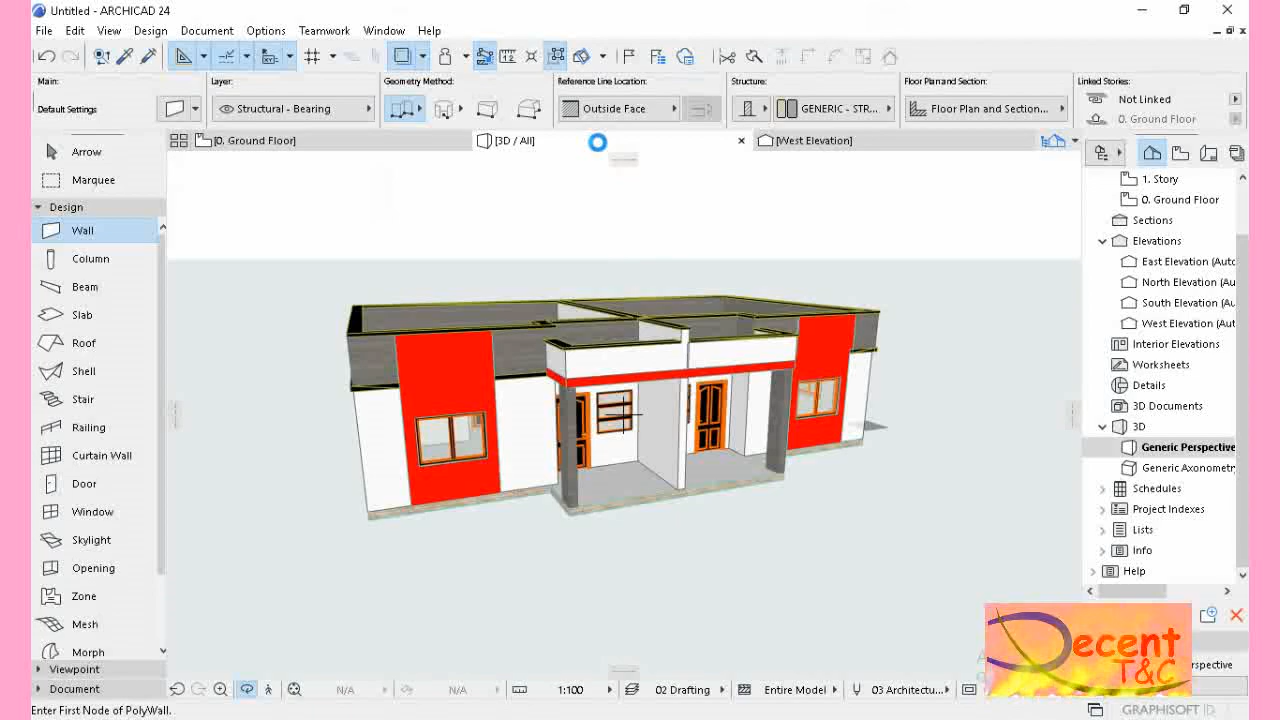 Untitled - ARCHICAD 24
File Edit View Design Options Document Teamwork Window Help
Main: Layer: Geometry Method: Reference Line Location: Structure: Floor Plan and Section: Linked Stories:
Default Settings Structural - Bearing Outside Face GENERIC - STR... Floor Plan and Section... Not Linked
0. Ground Floor
[0. Ground Floor] [3D / All] [West Elevation]
Arrow
Marquee
Design
Wall
Column
Beam
Slab
Roof
Shell
Stair
Railing
Curtain Wall
Door
Window
Skylight
Opening
Zone
Mesh
Morph
Viewpoint
Document
1. Story
0. Ground Floor
Sections
Elevations
East Elevation (Aut
North Elevation (Au
South Elevation (Au
West Elevation (Aut
Interior Elevations
Worksheets
Details
3D Documents
3D
Generic Perspective
Generic Axonometr
Schedules
Project Indexes
Lists
Info
Help
Decent
T&C
rspective
N/A N/A 1:100 02 Drafting Entire Model 03 Architectu...
Enter First Node of PolyWall.
GRAPHISOFT ID